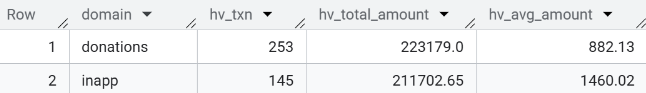 Row domain hv_txn hv_total_amount hv_avg_amount
1 donations 253 223179.0 882.13
2 inapp 145 211702.65 1460.02